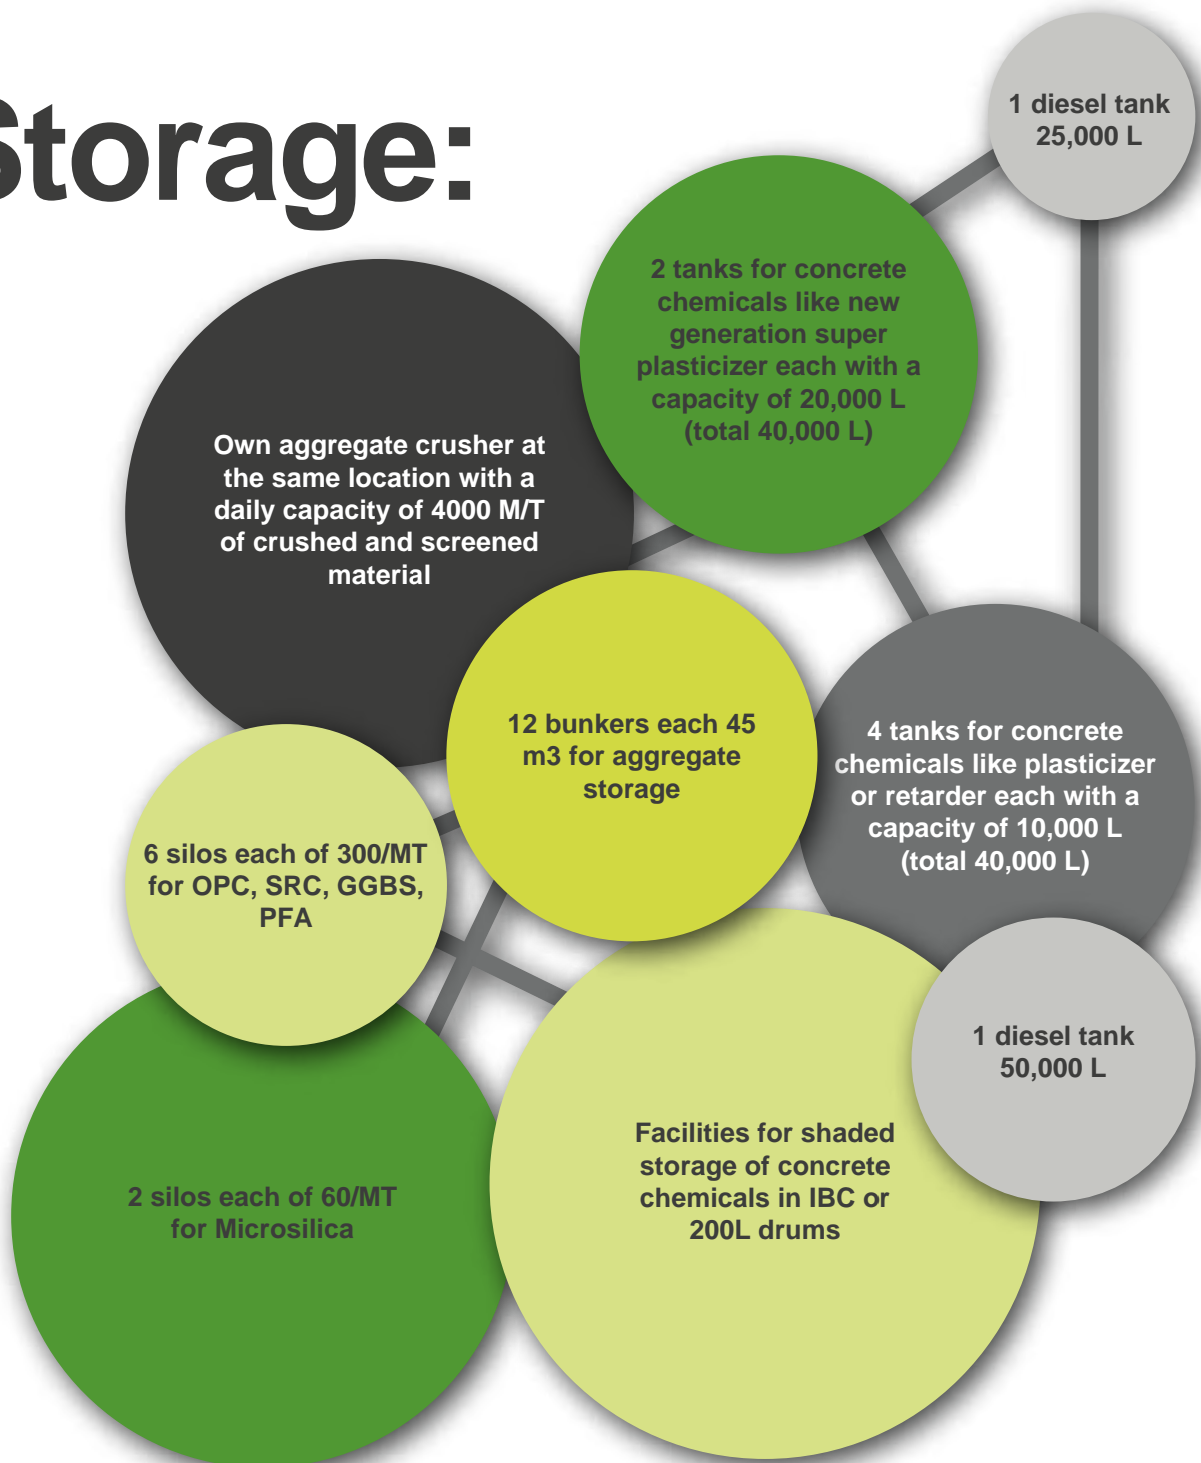 Storage:
1 diesel tank
25,000 L
2 tanks for concrete
chemicals like new
generation super
plasticizer each with a
capacity of 20,000 L
(total 40,000 L)
Own aggregate crusher at
the same location with a
daily capacity of 4000 M/T
of crushed and screened
material
12 bunkers each 45
m3 for aggregate
storage
4 tanks for concrete
chemicals like plasticizer
or retarder each with a
capacity of 10,000 L
(total 40,000 L)
6 silos each of 300/MT
for OPC, SRC, GGBS,
PFA
1 diesel tank
50,000 L
Facilities for shaded
storage of concrete
chemicals in IBC or
200L drums
2 silos each of 60/MT
for Microsilica